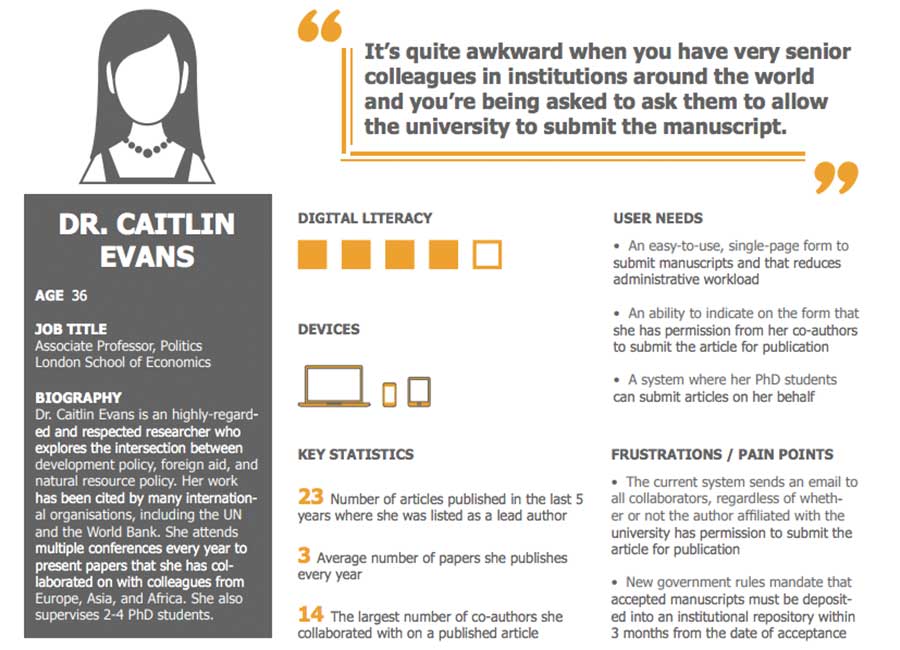 “
It’s quite awkward when you have very senior
colleagues in institutions around the world
and you’re being asked to ask them to allow
the university to submit the manuscript.
”
DR. CAITLIN
EVANS
AGE 36
JOB TITLE
Associate Professor, Politics
London School of Economics
BIOGRAPHY
Dr. Caitlin Evans is an highly-regard-
ed and respected researcher who
explores the intersection between
development policy, foreign aid, and
natural resource policy. Her work
has been cited by many internation-
al organisations, including the UN
and the World Bank. She attends
multiple conferences every year to
present papers that she has col-
laborated on with colleagues from
Europe, Asia, and Africa. She also
supervises 2-4 PhD students.
DIGITAL LITERACY
DEVICES
KEY STATISTICS
23 Number of articles published in the last 5
years where she was listed as a lead author
3 Average number of papers she publishes
every year
14 The largest number of co-authors she
collaborated with on a published article
USER NEEDS
• An easy-to-use, single-page form to
submit manuscripts and that reduces
administrative workload
• An ability to indicate on the form that
she has permission from her co-authors
to submit the article for publication
• A system where her PhD students
can submit articles on her behalf
FRUSTRATIONS / PAIN POINTS
• The current system sends an email to
all collaborators, regardless of wheth-
er or not the author affiliated with the
university has permission to submit the
article for publication
• New government rules mandate that
accepted manuscripts must be deposit-
ed into an institutional repository within
3 months from the date of acceptance